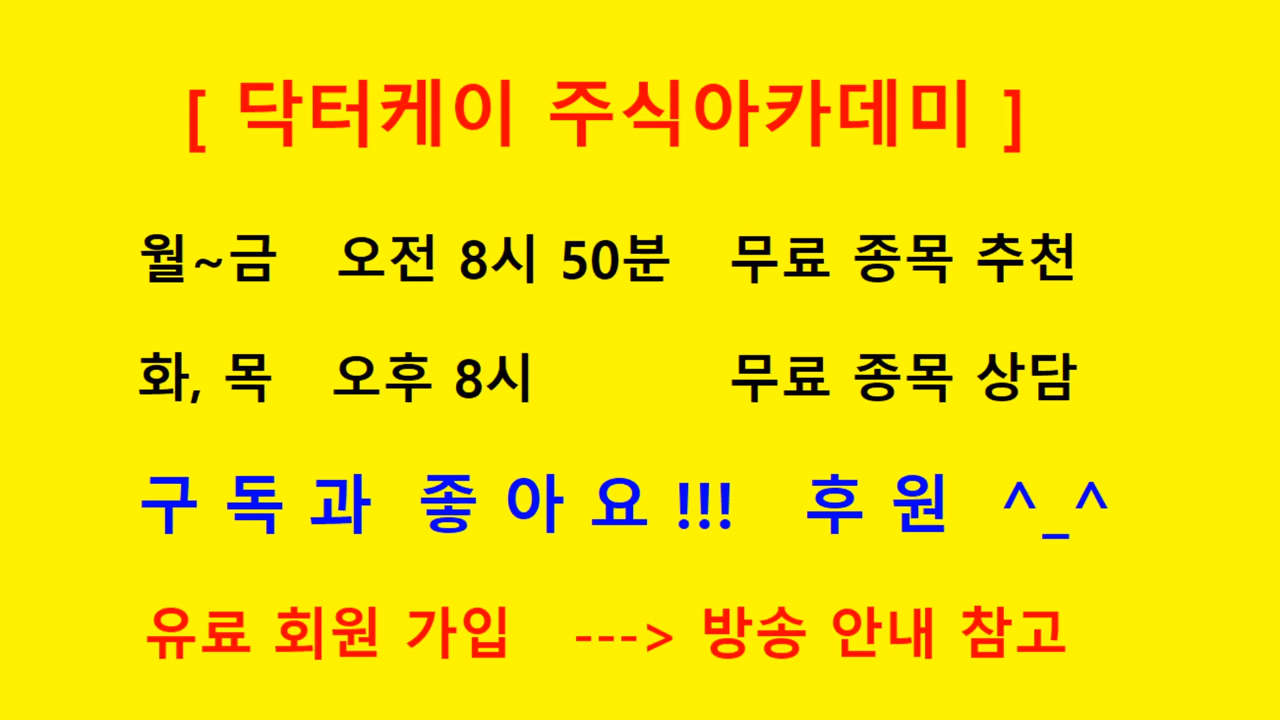 [ 닥터케이 주식아카데미 ]
월~금 오전 8시 50분 무료 종목 추천
화, 목 오후 8시 무료 종목 상담
구 독 과 좋 아 요 !!! 후 원 ^_^
유료 회원 가입 ---> 방송 안내 참고